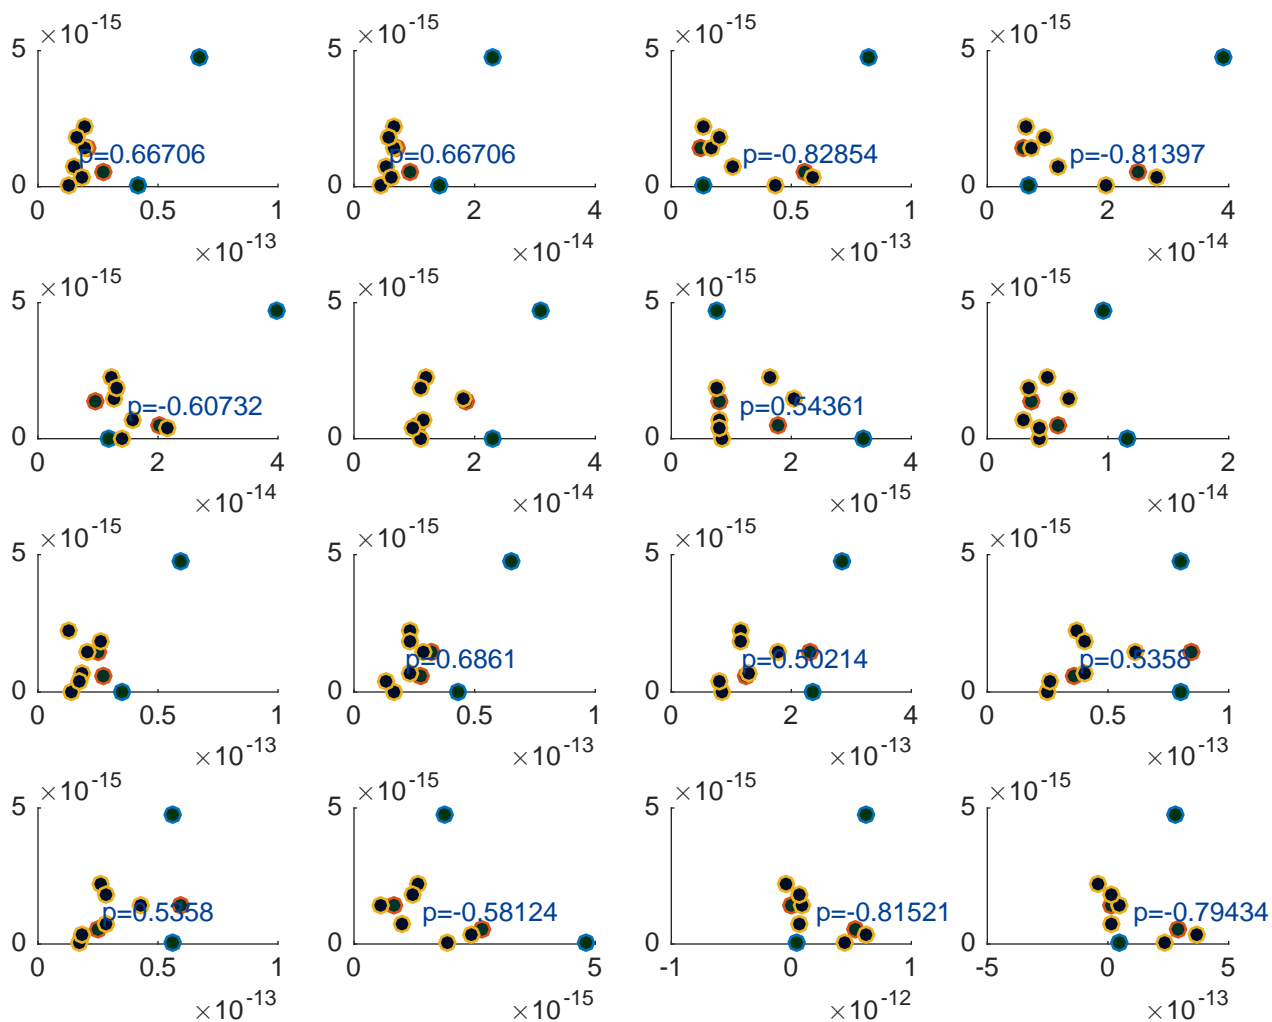 ×10^-15 ×10^-15 ×10^-15 ×10^-15
5 5 5 5
p=0.66706 p=0.66706 p=-0.82854 p=-0.81397
0 0 0 0
0 0.5 1 0 2 4 0 0.5 1 0 2 4
×10^-13 ×10^-14 ×10^-13 ×10^-14
×10^-15 ×10^-15 ×10^-15 ×10^-15
5 5 5 5
p=-0.60732 p=0.54361
0 0 0 0
0 2 4 0 2 4 0 2 4 0 1 2
×10^-14 ×10^-14 ×10^-15 ×10^-14
×10^-15 ×10^-15 ×10^-15 ×10^-15
5 5 5 5
p=0.6861 p=0.50214 p=0.5358
0 0 0 0
0 0.5 1 0 0.5 1 0 2 4 0 0.5 1
×10^-13 ×10^-13 ×10^-13 ×10^-13
×10^-15 ×10^-15 ×10^-15 ×10^-15
5 5 5 5
p=0.5358 p=-0.58124 p=-0.81521 p=-0.79434
0 0 0 0
0 0.5 1 0 5 -1 0 1 -5 0 5
×10^-13 ×10^-15 ×10^-12 ×10^-13